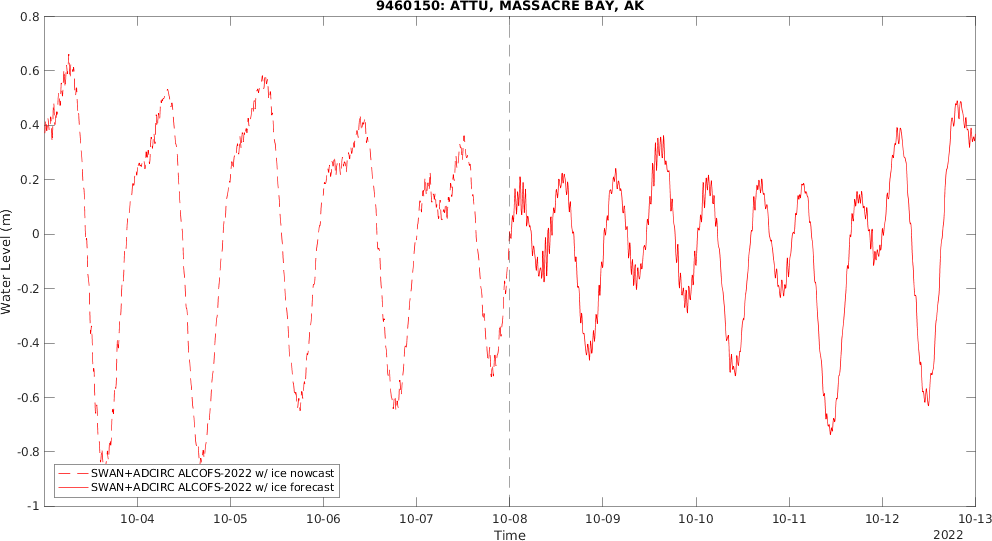 9460150: ATTU, MASSACRE BAY, AK
0.8
0.6
0.4
0.2
0
-0.2
-0.4
-0.6
-0.8
-1
Water Level (m)
SWAN+ADCIRC ALCOFS-2022 w/ ice nowcast
SWAN+ADCIRC ALCOFS-2022 w/ ice forecast
10-04 10-05 10-06 10-07 10-08 10-09 10-10 10-11 10-12 10-13
Time
2022